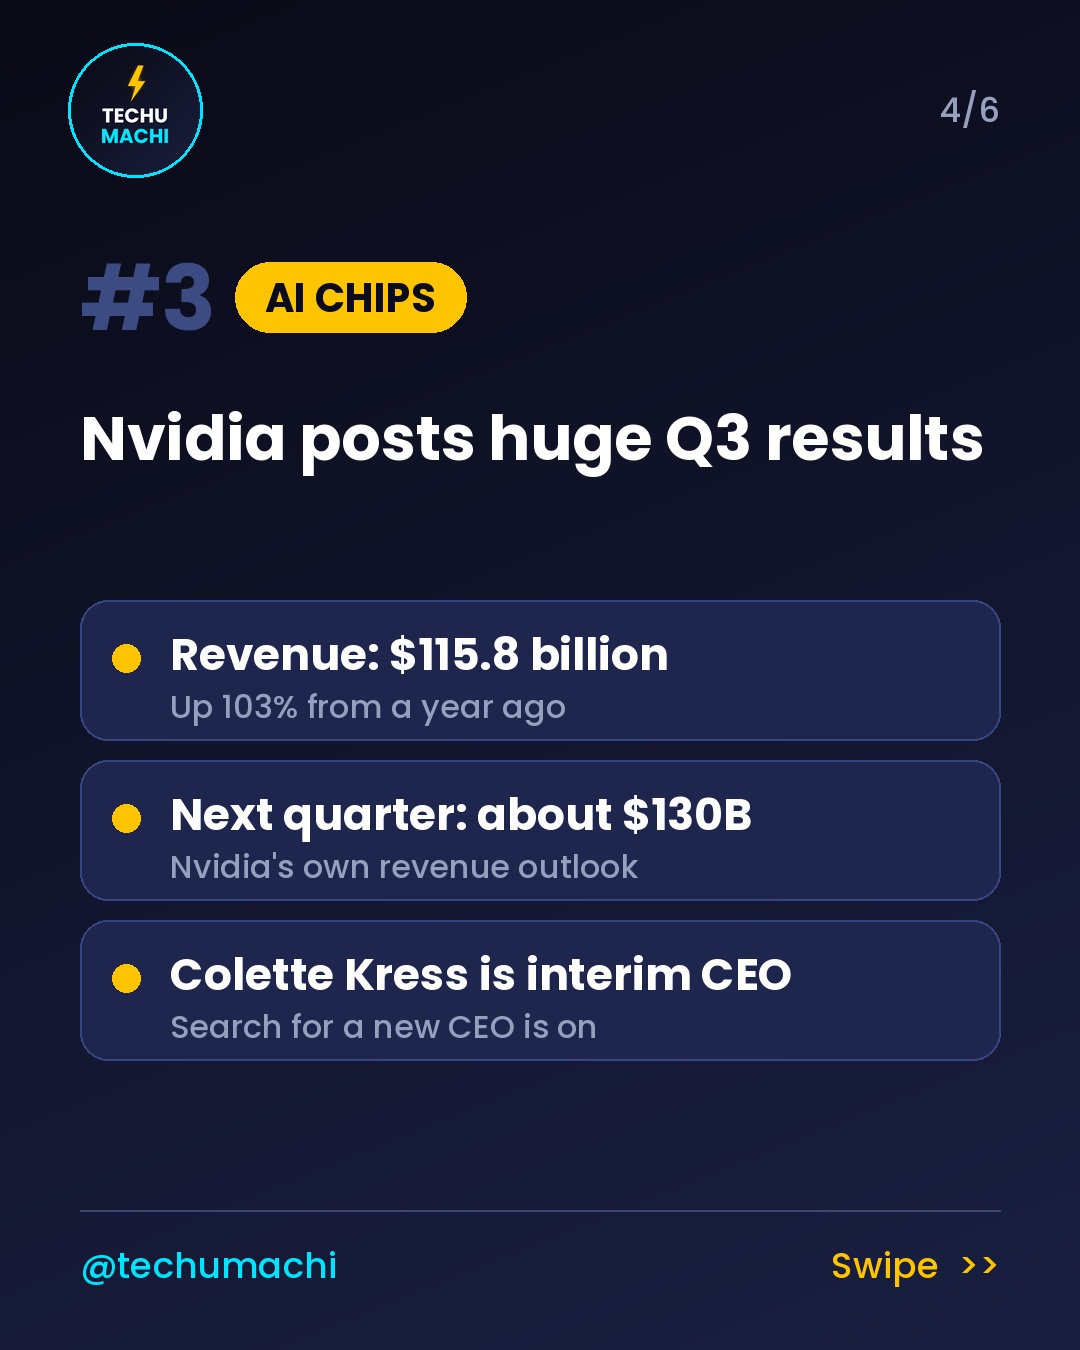 TECHU
MACHI
4/6
#3 AI CHIPS
Nvidia posts huge Q3 results
Revenue: $115.8 billion
Up 103% from a year ago
Next quarter: about $130B
Nvidia's own revenue outlook
Colette Kress is interim CEO
Search for a new CEO is on
@techumachi
Swipe >>